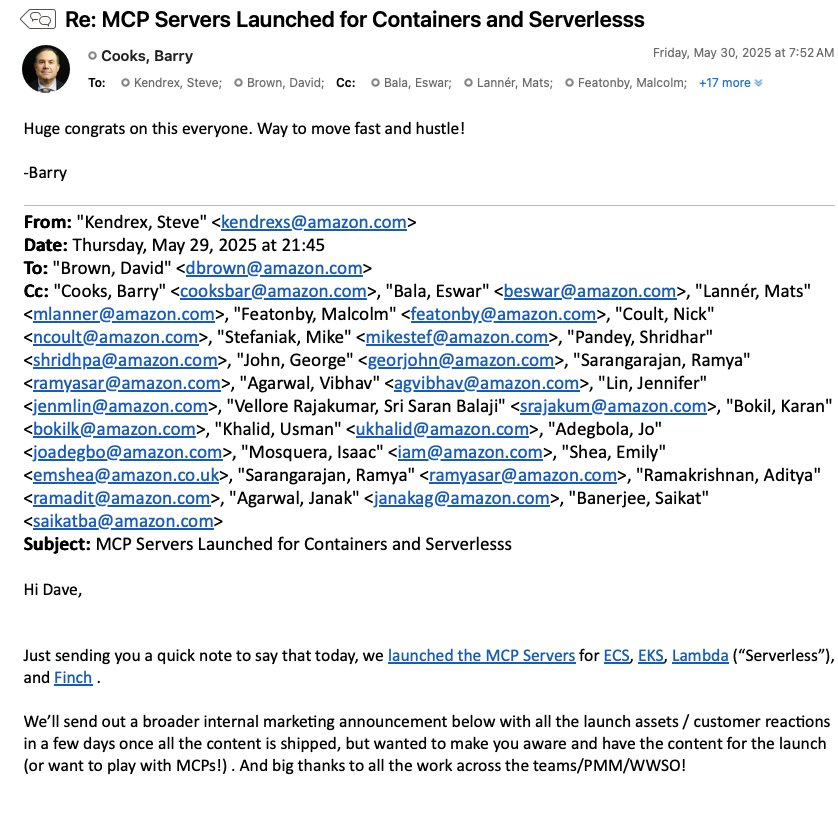 Re: MCP Servers Launched for Containers and Serverlesss
Cooks, Barry
Friday, May 30, 2025 at 7:52 AM
To: Kendrex, Steve; Brown, David; Cc: Bala, Eswar; Lannér, Mats; Featonby, Malcolm; +17 more
Huge congrats on this everyone. Way to move fast and hustle!
-Barry
From: "Kendrex, Steve" <kendrexs@amazon.com>
Date: Thursday, May 29, 2025 at 21:45
To: "Brown, David" <dbrown@amazon.com>
Cc: "Cooks, Barry" <cooksbar@amazon.com>, "Bala, Eswar" <beswar@amazon.com>, "Lannér, Mats"
<mlanner@amazon.com>, "Featonby, Malcolm" <featonby@amazon.com>, "Coult, Nick"
<ncoult@amazon.com>, "Stefaniak, Mike" <mikestef@amazon.com>, "Pandey, Shridhar"
<shridhpa@amazon.com>, "John, George" <georjohn@amazon.com>, "Sarangarajan, Ramya"
<ramyasar@amazon.com>, "Agarwal, Vibhav" <agvibhav@amazon.com>, "Lin, Jennifer"
<jenmlin@amazon.com>, "Vellore Rajakumar, Sri Saran Balaji" <srajakum@amazon.com>, "Bokil, Karan"
<bokilk@amazon.com>, "Khalid, Usman" <ukhalid@amazon.com>, "Adegbola, Jo"
<joadegbo@amazon.com>, "Mosquera, Isaac" <iam@amazon.com>, "Shea, Emily"
<emshea@amazon.co.uk>, "Sarangarajan, Ramya" <ramyasar@amazon.com>, "Ramakrishnan, Aditya"
<ramadit@amazon.com>, "Agarwal, Janak" <janakag@amazon.com>, "Banerjee, Saikat"
<saikatba@amazon.com>
Subject: MCP Servers Launched for Containers and Serverlesss
Hi Dave,
Just sending you a quick note to say that today, we launched the MCP Servers for ECS, EKS, Lambda (“Serverless”),
and Finch .
We’ll send out a broader internal marketing announcement below with all the launch assets / customer reactions
in a few days once all the content is shipped, but wanted to make you aware and have the content for the launch
(or want to play with MCPs!) . And big thanks to all the work across the teams/PMM/WWSO!